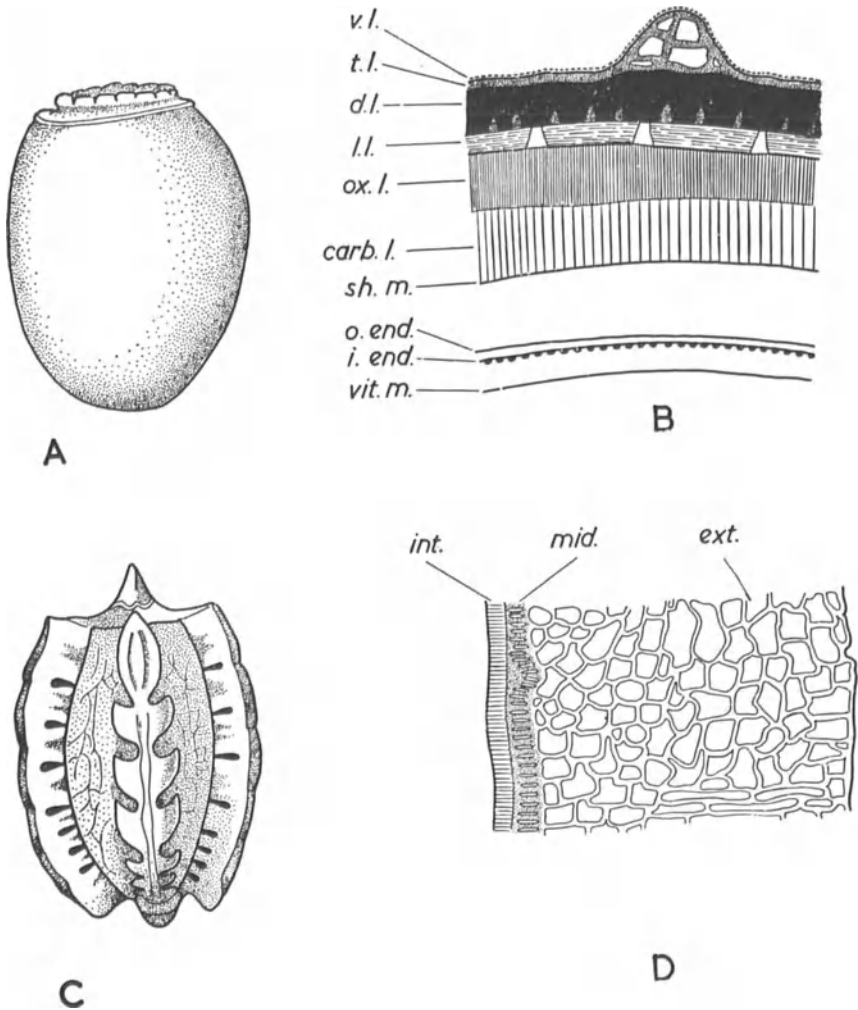 v. l.
t. l.
d. l.
l. l.
ox. l.
carb. l.
sh. m.
o. end.
i. end.
vit. m.
A
B
int. mid. ext.
C
D